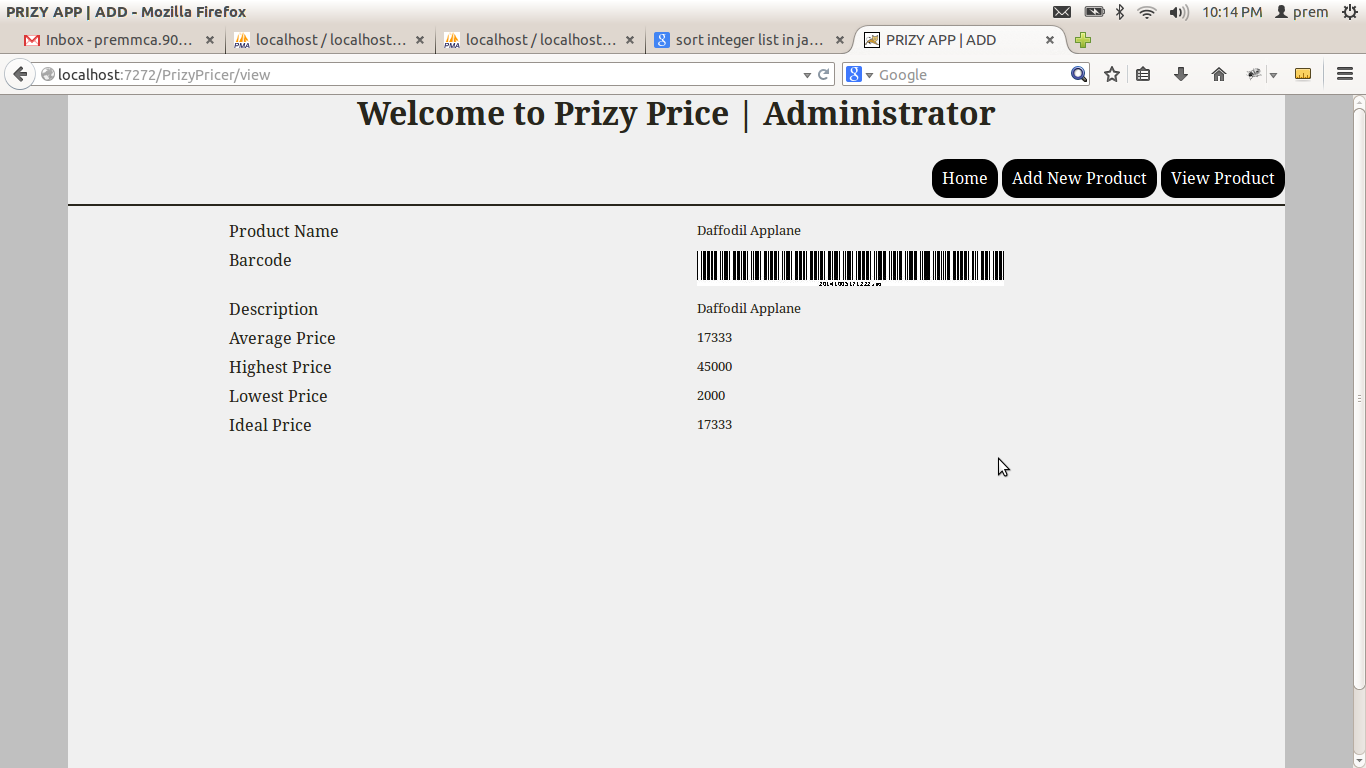 PRIZY APP | ADD - Mozilla Firefox
10:14 PM prem
Inbox - premmca.90... localhost / localhost... localhost / localhost... sort integer list in ja... PRIZY APP | ADD
localhost:7272/PrizyPricer/view
Google
Welcome to Prizy Price | Administrator
Home Add New Product View Product
Product Name Daffodil Applane
Barcode
Description Daffodil Applane
Average Price 17333
Highest Price 45000
Lowest Price 2000
Ideal Price 17333